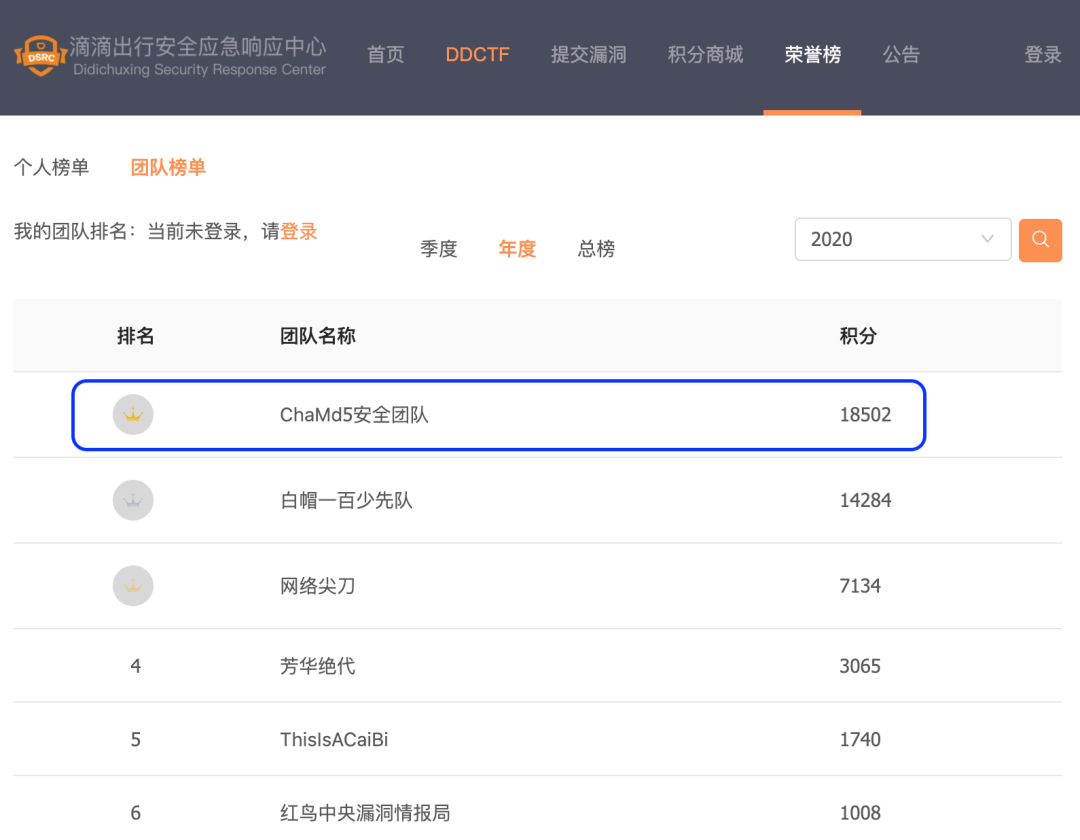 DSRC
滴滴出行安全应急响应中心
Didichuxing Security Response Center
首页 DDCTF 提交漏洞 积分商城 荣誉榜 公告 登录
个人榜单 团队榜单
我的团队排名：当前未登录，请登录
季度 年度 总榜
2020
排名 团队名称 积分
ChaMd5安全团队 18502
白帽一百少先队 14284
网络尖刀 7134
4 芳华绝代 3065
5 ThisIsACaiBi 1740
6 红鸟中央漏洞情报局 1008